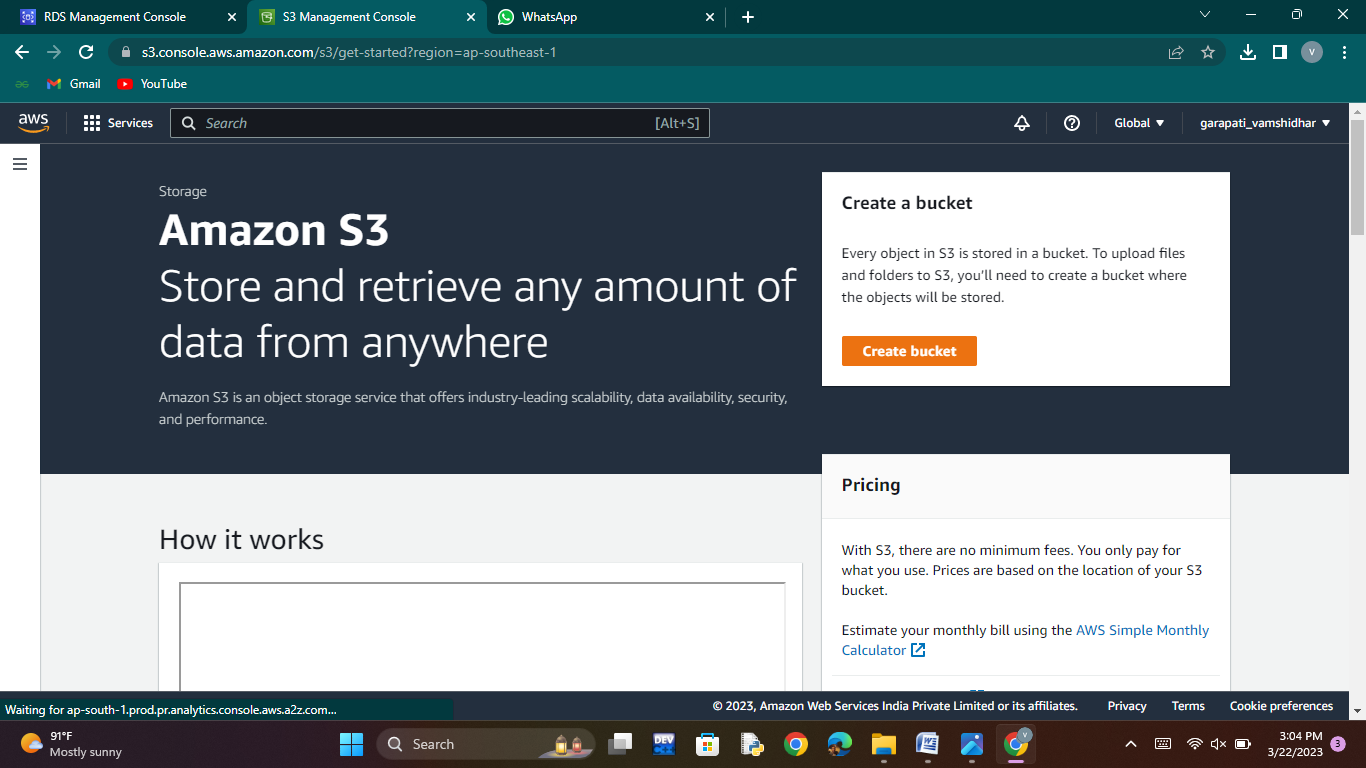 RDS Management Console
S3 Management Console
WhatsApp
s3.console.aws.amazon.com/s3/get-started?region=ap-southeast-1
V
Gmail
YouTube
aws
Services
Search
[Alt+S]
Global
garapati_vamshidhar
Storage
Amazon S3
Store and retrieve any amount of
data from anywhere
Amazon S3 is an object storage service that offers industry-leading scalability, data availability, security,
and performance.
Create a bucket
Every object in S3 is stored in a bucket. To upload files
and folders to S3, you'll need to create a bucket where
the objects will be stored.
Create bucket
How it works
Pricing
With S3, there are no minimum fees. You only pay for
what you use. Prices are based on the location of your S3
bucket.
Estimate your monthly bill using the AWS Simple Monthly
Calculator
Waiting for ap-south-1.prod.pr.analytics.console.aws.a2z.com...
© 2023, Amazon Web Services India Private Limited or its affiliates.
Privacy
Terms
Cookie preferences
91°F
Mostly sunny
Search
DEV
3:04 PM
3/22/2023
3